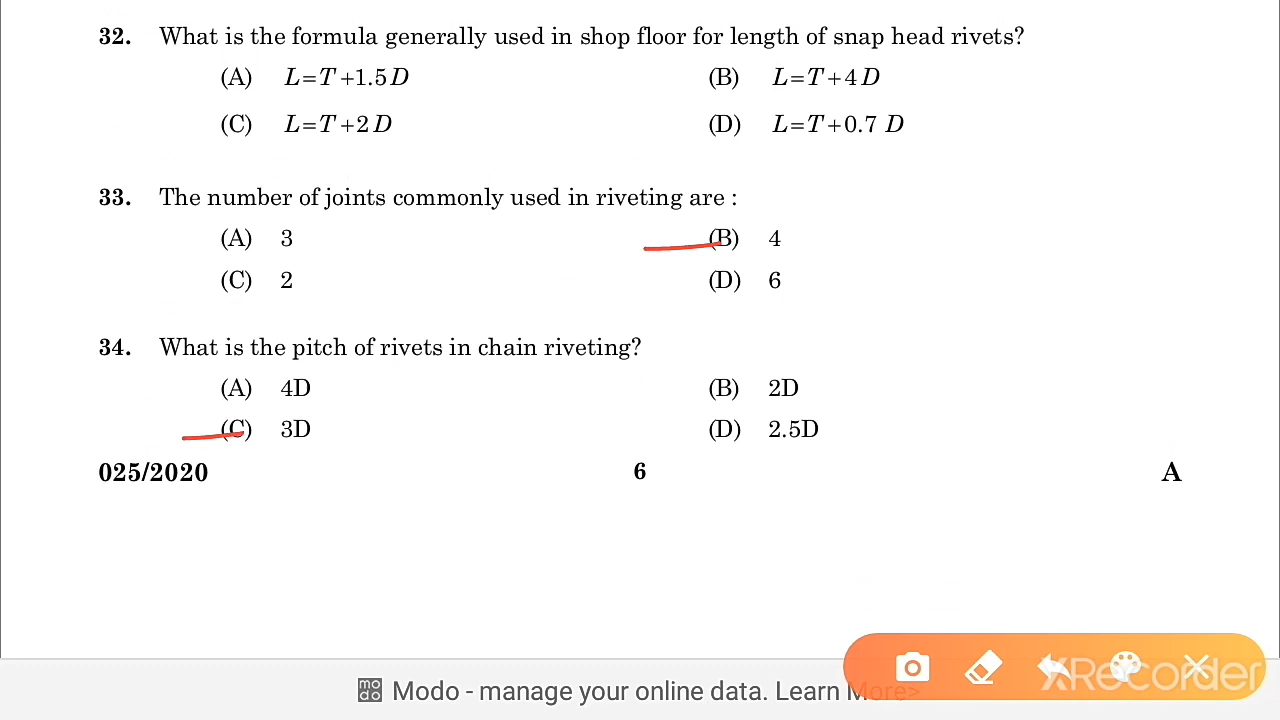 32. What is the formula generally used in shop floor for length of snap head rivets?
(A) L=T+1.5D (B) L=T+4D
(C) L=T+2D (D) L=T+0.7 D
33. The number of joints commonly used in riveting are :
(A) 3 (B) 4
(C) 2 (D) 6
34. What is the pitch of rivets in chain riveting?
(A) 4D (B) 2D
(C) 3D (D) 2.5D
025/2020 6 A
XRecorder
mo do Modo - manage your online data. Learn More>